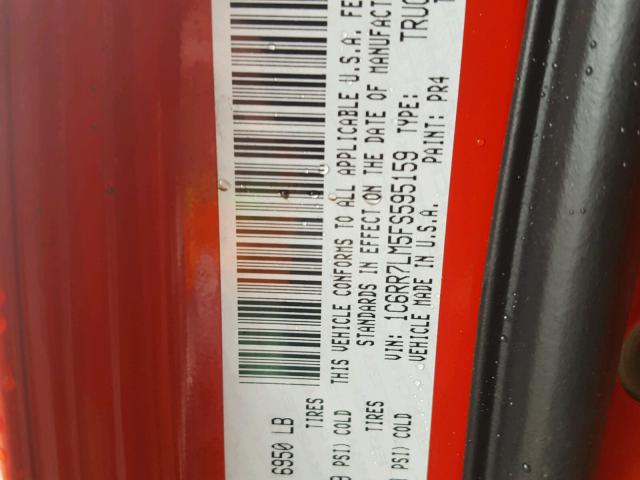 6950 LB
TIRES
PSI) COLD
THIS VEHICLE CONFORMS TO ALL APPLICABLE U.S.A. FE
STANDARDS IN EFFECT ON THE DATE OF MANUFACTUR
TIRES
PSI) COLD
VIN: 1C6RR7LM5FS595159 TYPE: TRUC
VEHICLE MADE IN U.S.A. PAINT: PR4